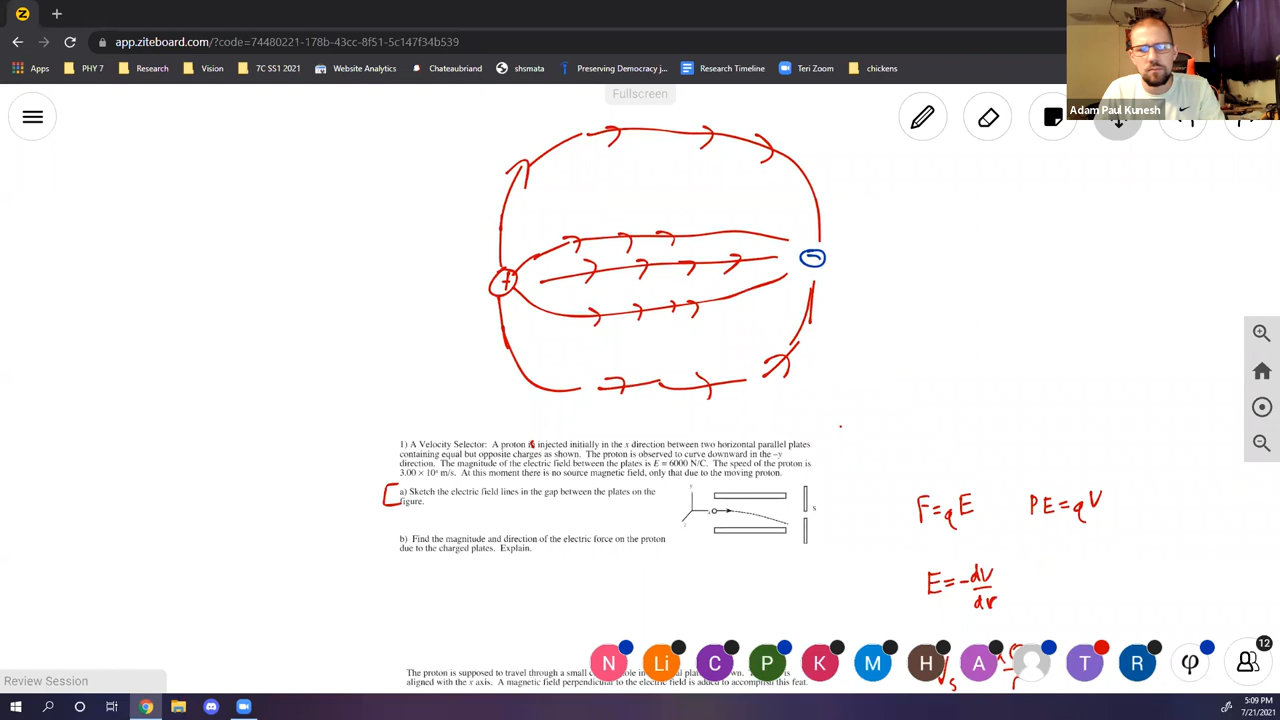 app.ziteboard.com/?code=74480221-178b-43cc-8f51-5c147f34b539
Apps
PHY 7
Research
Vision
7C SS1 2021
Website Analytics
shsmata
Preserving Democracy j...
Research Timeline
Teri Zoom
chickens
Fullscreen
Adam Paul Kunesh
+
−
1) A Velocity Selector: A proton is injected initially in the x direction between two horizontal parallel plates
containing equal but opposite charges as shown. The proton is observed to curve downward in the –y
direction. The magnitude of the electric field between the plates is E = 6000 N/C. The speed of the proton is
m/s. At this moment there is no source magnetic field, only that due to the moving proton.
a) Sketch the electric field lines in the gap between the plates on the
figure.
y
s
z
b) Find the magnitude and direction of the electric force on the proton
due to the charged plates. Explain.
F=qE
PE=qV
E=-dV/dr
The proton is supposed to travel through a small
aligned with the x axis. A magnetic field perpendicular to the electric field is added to accomplish this feat.
N
Li
C
P
K
M
H
A
T
R
φ
12
Review Session
5:09 PM
7/21/2021